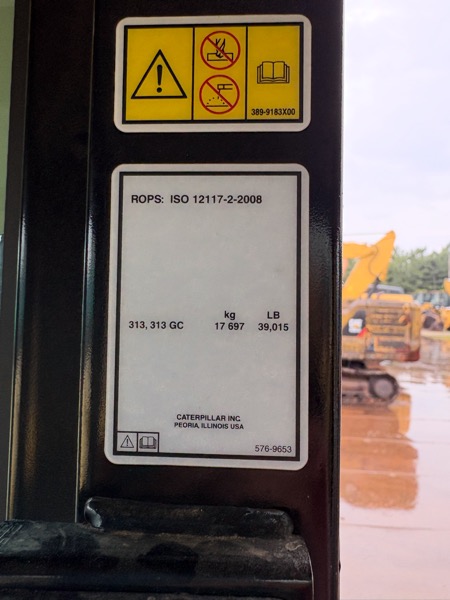 389-9183X00
ROPS: ISO 12117-2-2008
kg LB
313, 313 GC 17 697 39,015
CATERPILLAR INC.
PEORIA, ILLINOIS USA
576-9653